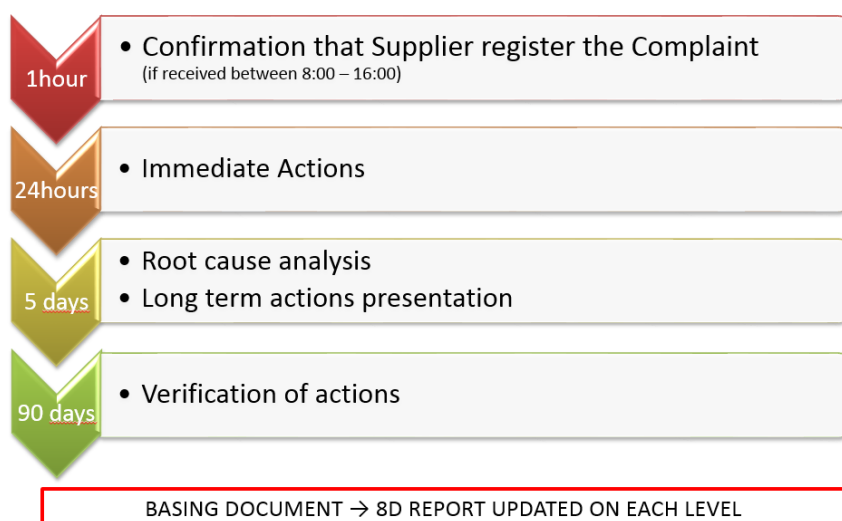 1hour
• Confirmation that Supplier register the Complaint
(if received between 8:00 – 16:00)
24hours
• Immediate Actions
5 days
• Root cause analysis
• Long term actions presentation
90 days
• Verification of actions
BASING DOCUMENT → 8D REPORT UPDATED ON EACH LEVEL